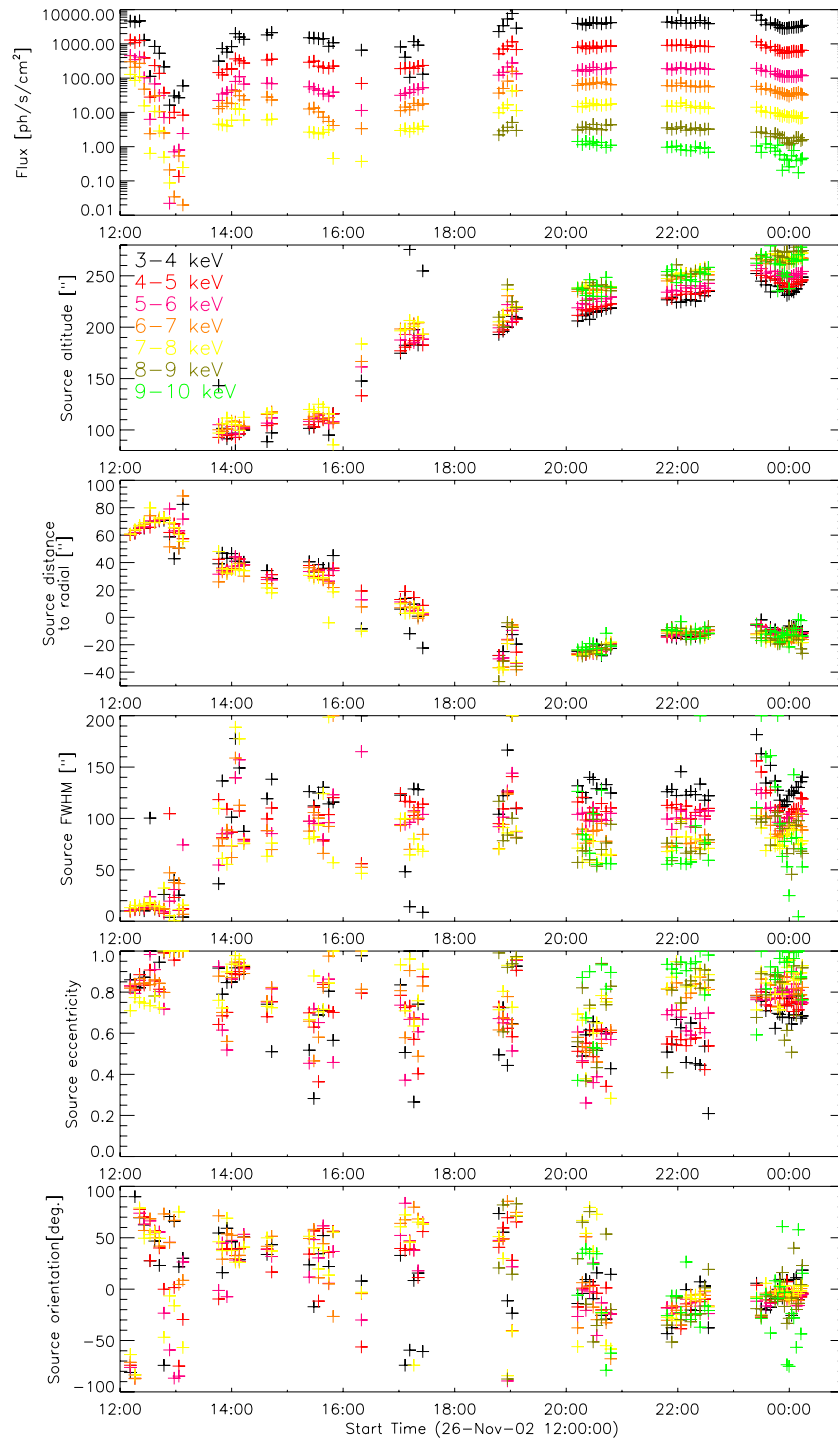 Flux [ph/s/cm²]
10000.00
1000.00
100.00
10.00
1.00
0.10
0.01
12:00 14:00 16:00 18:00 20:00 22:00 00:00
Source altitude ["]
250
200
150
100
3−4 keV
4−5 keV
5−6 keV
6−7 keV
7−8 keV
8−9 keV
9−10 keV
12:00 14:00 16:00 18:00 20:00 22:00 00:00
Source distance
to radial ["]
100
80
60
40
20
0
−20
−40
12:00 14:00 16:00 18:00 20:00 22:00 00:00
Source FWHM ["]
200
150
100
50
0
12:00 14:00 16:00 18:00 20:00 22:00 00:00
Source eccentricity
1.0
0.8
0.6
0.4
0.2
0.0
12:00 14:00 16:00 18:00 20:00 22:00 00:00
Source orientation[deg.]
100
50
0
−50
−100
12:00 14:00 16:00 18:00 20:00 22:00 00:00
Start Time (26−Nov−02 12:00:00)